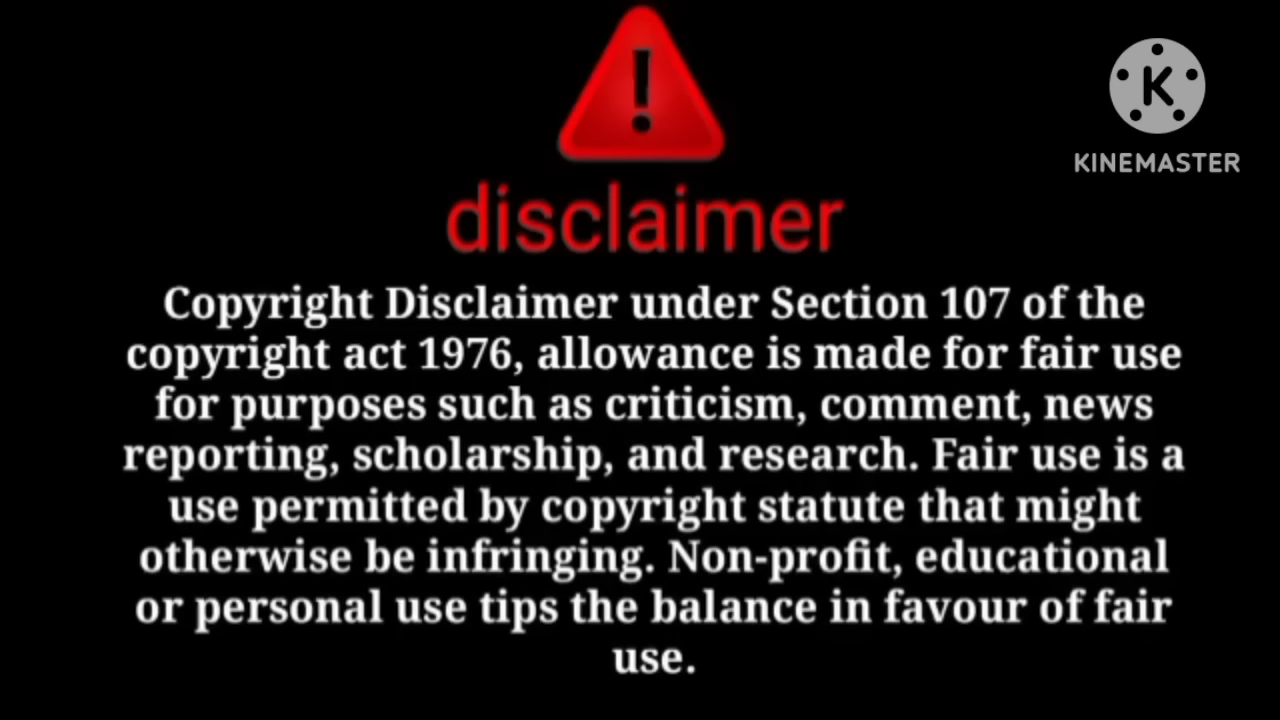 !
K
KINEMASTER
disclaimer
Copyright Disclaimer under Section 107 of the
copyright act 1976, allowance is made for fair use
for purposes such as criticism, comment, news
reporting, scholarship, and research. Fair use is a
use permitted by copyright statute that might
otherwise be infringing. Non-profit, educational
or personal use tips the balance in favour of fair
use.